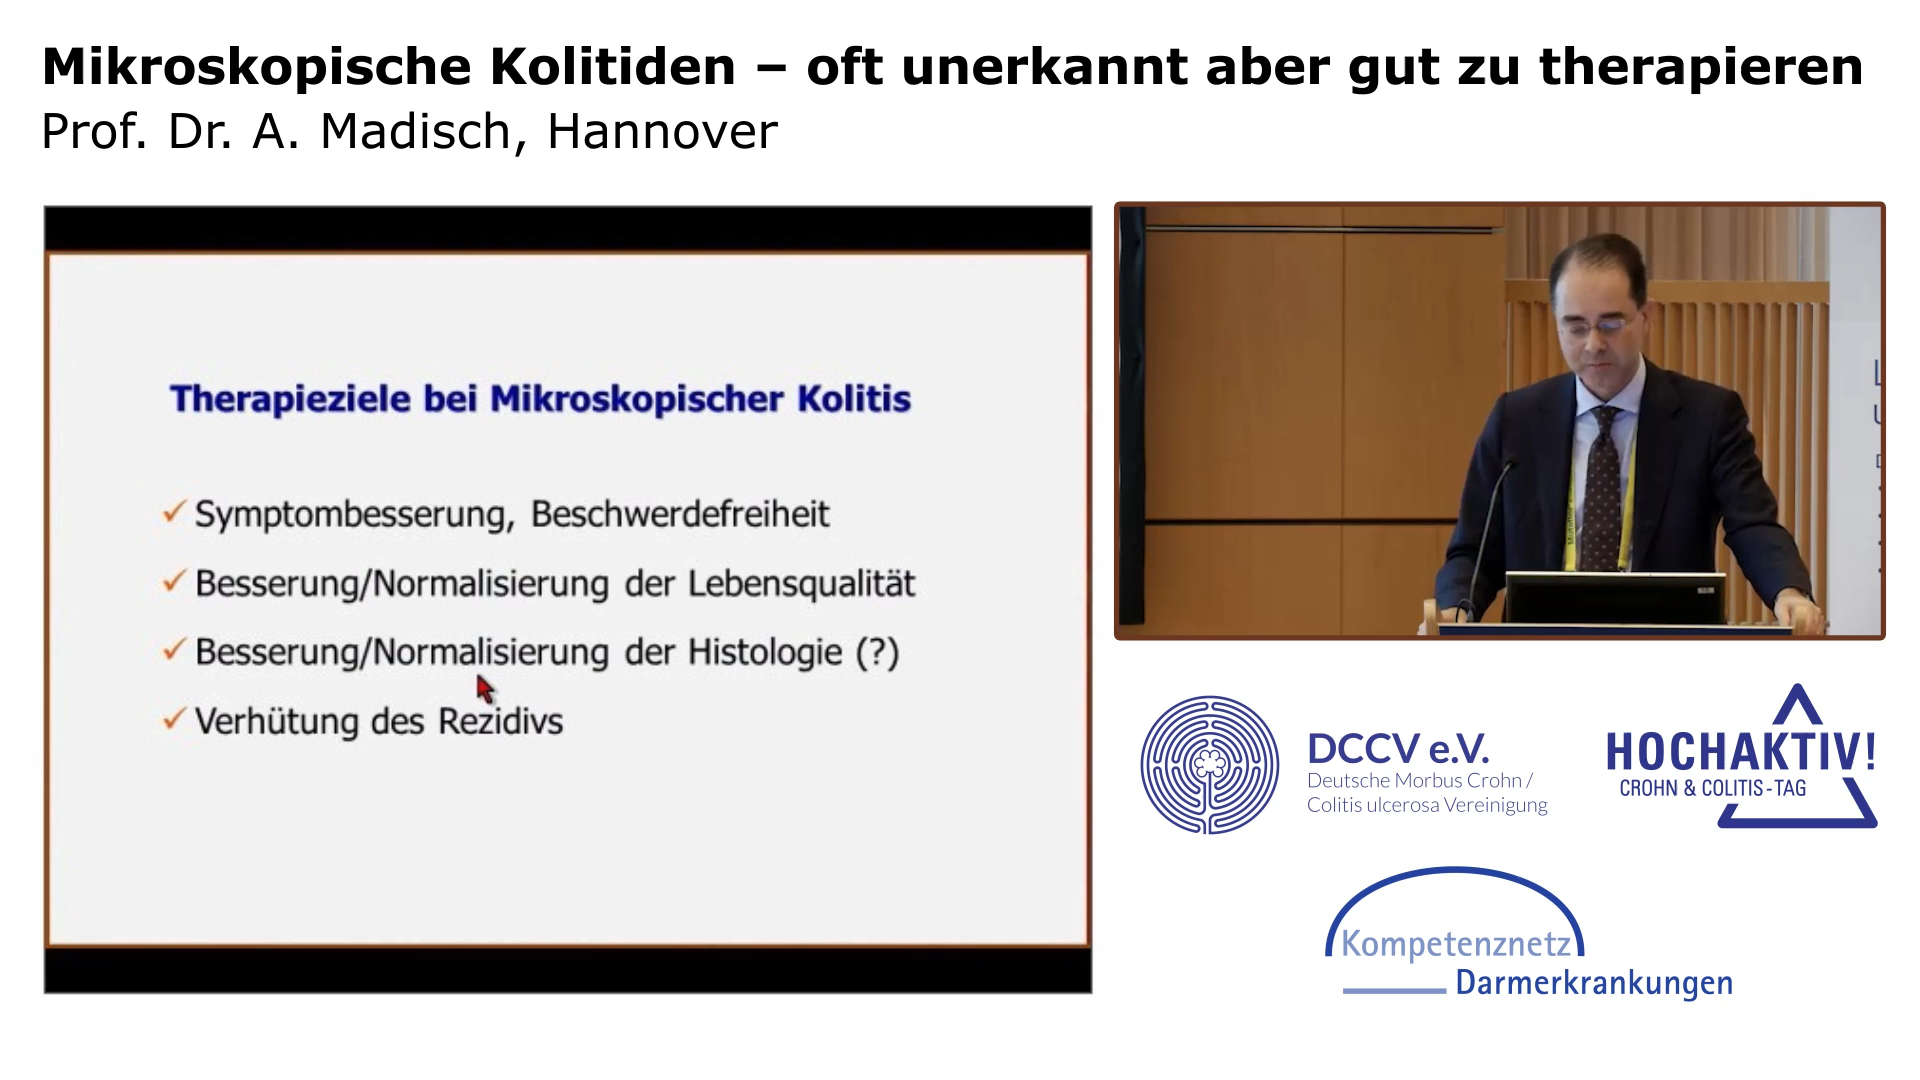 Mikroskopische Kolitiden – oft unerkannt aber gut zu therapieren
Prof. Dr. A. Madisch, Hannover
Therapieziele bei Mikroskopischer Kolitis
✓ Symptombesserung, Beschwerdefreiheit
✓ Besserung/Normalisierung der Lebensqualität
✓ Besserung/Normalisierung der Histologie (?)
✓ Verhütung des Rezidivs
DCCV e.V.
Deutsche Morbus Crohn /
Colitis ulcerosa Vereinigung
HOCHAKTIV!
CROHN & COLITIS-TAG
Kompetenznetz
Darmerkrankungen